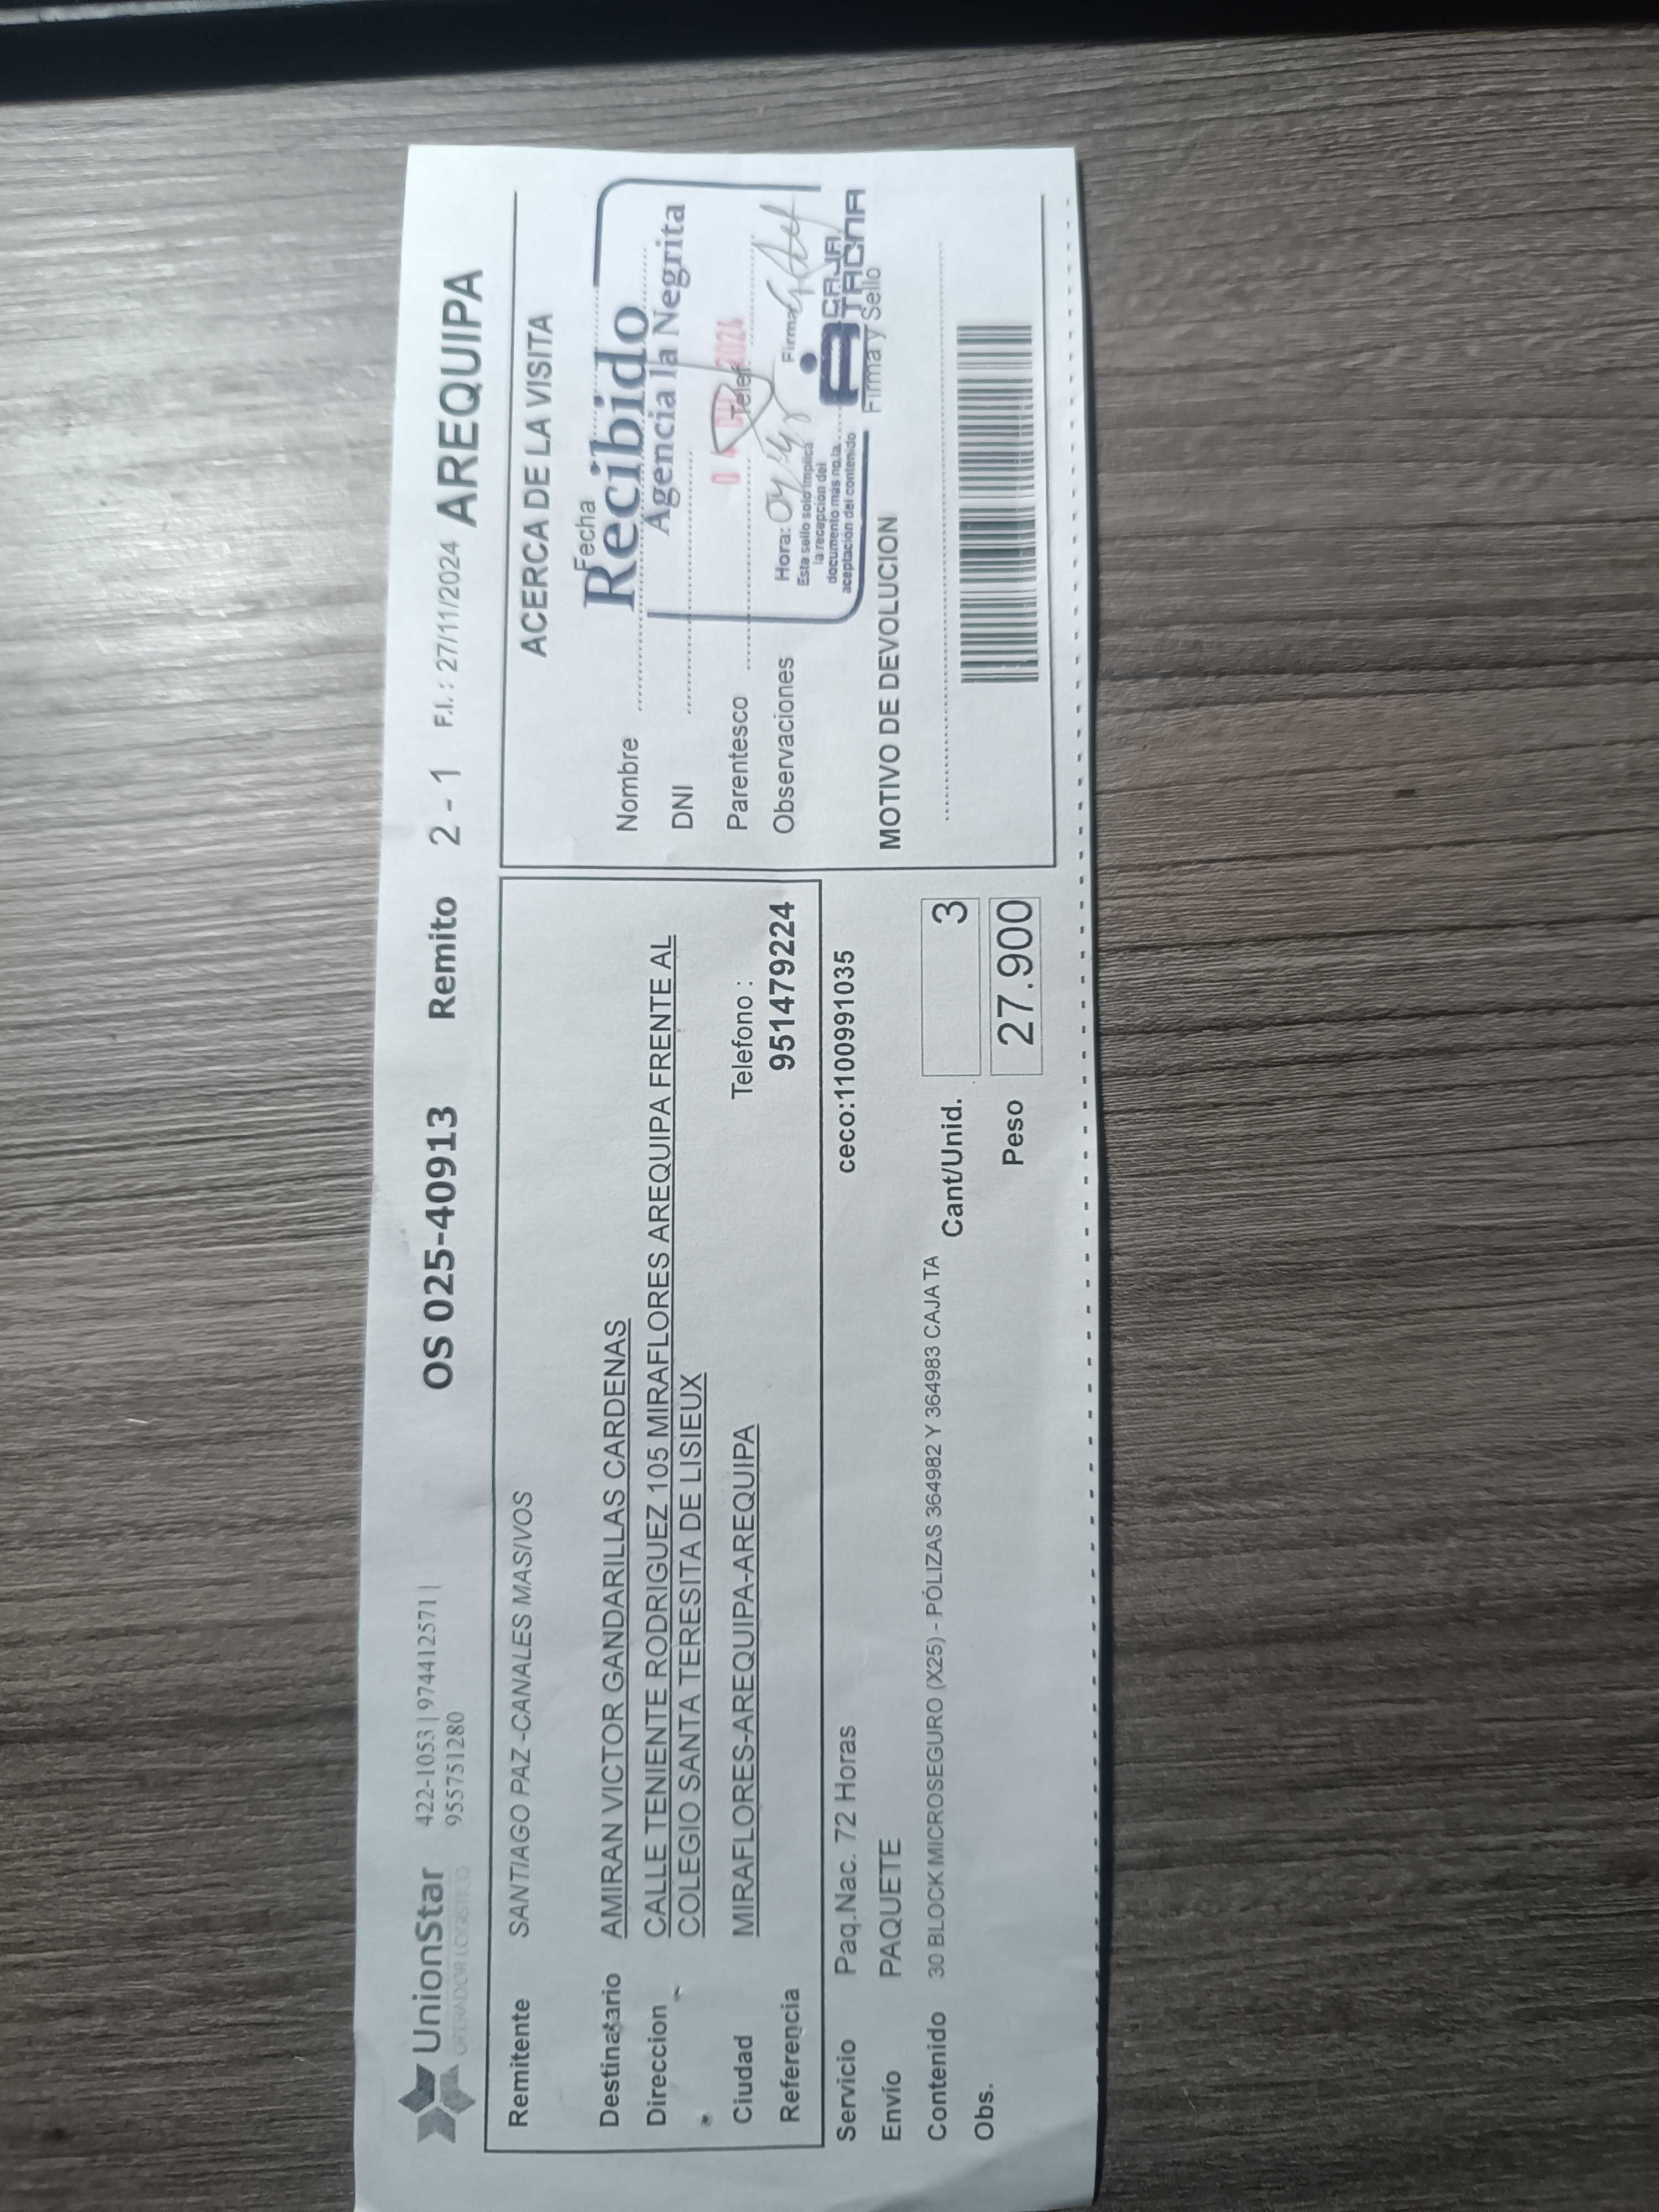 UnionStar
OPERADOR LOGISTICO
422-1053 | 974412571 |
955751280
OS 025-40913 Remito 2 - 1 F.I. : 27/11/2024 AREQUIPA
Remitente SANTIAGO PAZ -CANALES MASIVOS
Destinatario AMIRAN VICTOR GANDARILLAS CARDENAS
Direccion CALLE TENIENTE RODRIGUEZ 105 MIRAFLORES AREQUIPA FRENTE AL
COLEGIO SANTA TERESITA DE LISIEUX
Ciudad MIRAFLORES-AREQUIPA-AREQUIPA
Telefono :
Referencia 951479224
Servicio Paq.Nac. 72 Horas ceco:1100991035
Envío PAQUETE
Contenido 30 BLOCK MICROSEGURO (X25) - PÓLIZAS 364982 Y 364983 CAJA TA
Cant/Unid. 3
Obs.
Peso 27.900
ACERCA DE LA VISITA
Fecha
Recibido
Nombre
Agencia la Negrita
DNI
2024
Parentesco Telef.
Observaciones
Hora: Firma
Este sello solo implica
la recepcion del
documento más no la
aceptación del contenido
CAJA
TACNA
Firma y Sello
MOTIVO DE DEVOLUCION